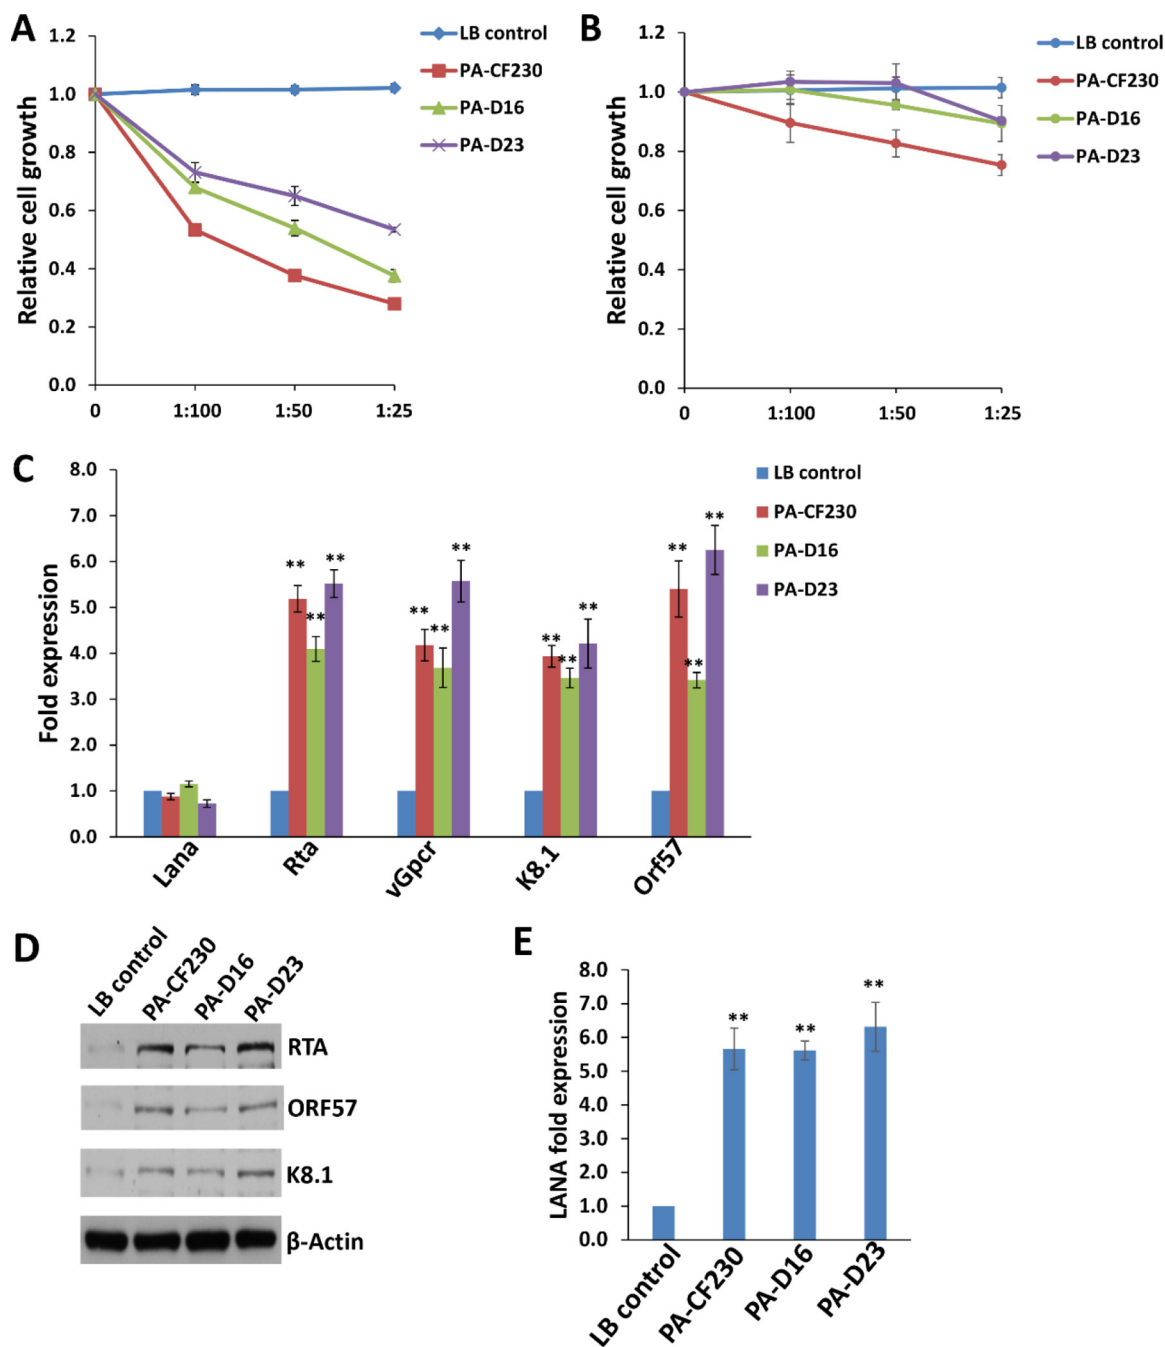 A
Relative cell growth
1.2
1.0
0.8
0.6
0.4
0.2
0.0
0 1:100 1:50 1:25
LB control
PA-CF230
PA-D16
PA-D23
B
Relative cell growth
1.2
1.0
0.8
0.6
0.4
0.2
0.0
0 1:100 1:50 1:25
LB control
PA-CF230
PA-D16
PA-D23
C
Fold expression
8.0
7.0
6.0
5.0
4.0
3.0
2.0
1.0
0.0
** ** **
** ** **
** ** **
** ** **
Lana Rta vGpcr K8.1 Orf57
LB control
PA-CF230
PA-D16
PA-D23
D
LB control PA-CF230 PA-D16 PA-D23
RTA
ORF57
K8.1
β-Actin
E
LANA fold expression
8.0
7.0
6.0
5.0
4.0
3.0
2.0
1.0
0.0
** ** **
LB control PA-CF230 PA-D16 PA-D23